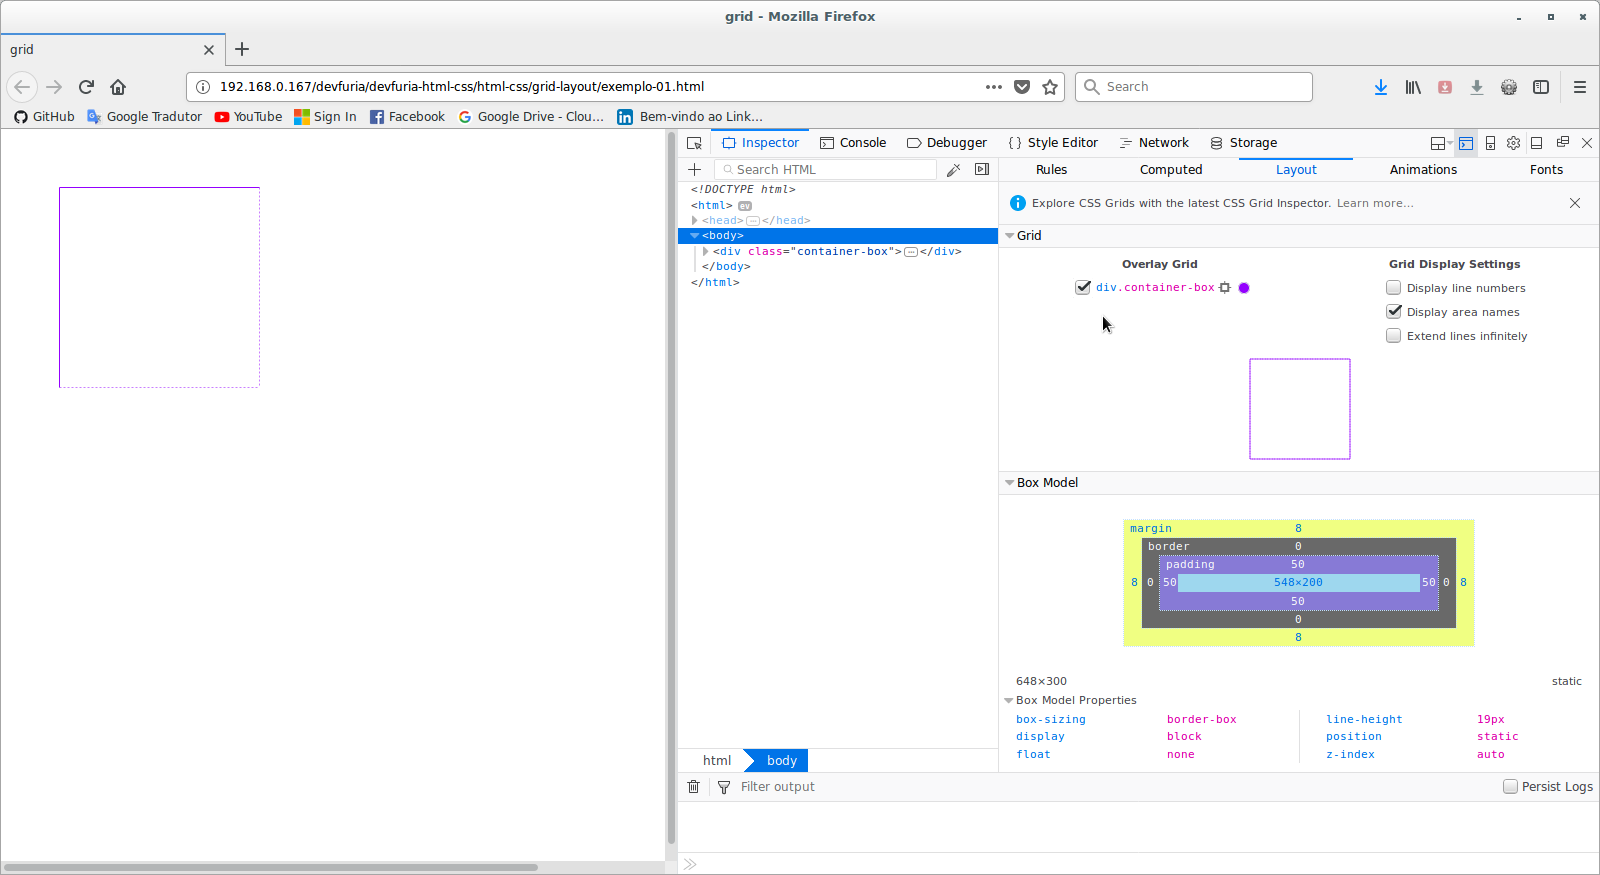 grid - Mozilla Firefox
grid
192.168.0.167/devfuria/devfuria-html-css/html-css/grid-layout/exemplo-01.html
Search
GitHub Google Tradutor YouTube Sign In Facebook Google Drive - Clou... Bem-vindo ao Link...
Inspector Console Debugger Style Editor Network Storage
Search HTML
Rules Computed Layout Animations Fonts
<!DOCTYPE html>
<html> ev
<head>…</head>
<body>
<div class="container-box">…</div>
</body>
</html>
Explore CSS Grids with the latest CSS Grid Inspector. Learn more...
Grid
Overlay Grid Grid Display Settings
div.container-box Display line numbers
Display area names
Extend lines infinitely
Box Model
margin 8
border 0
padding 50
8 0 50 548×200 50 0 8
50
0
8
648×300 static
Box Model Properties
box-sizing border-box line-height 19px
display block position static
float none z-index auto
html body
Filter output Persist Logs